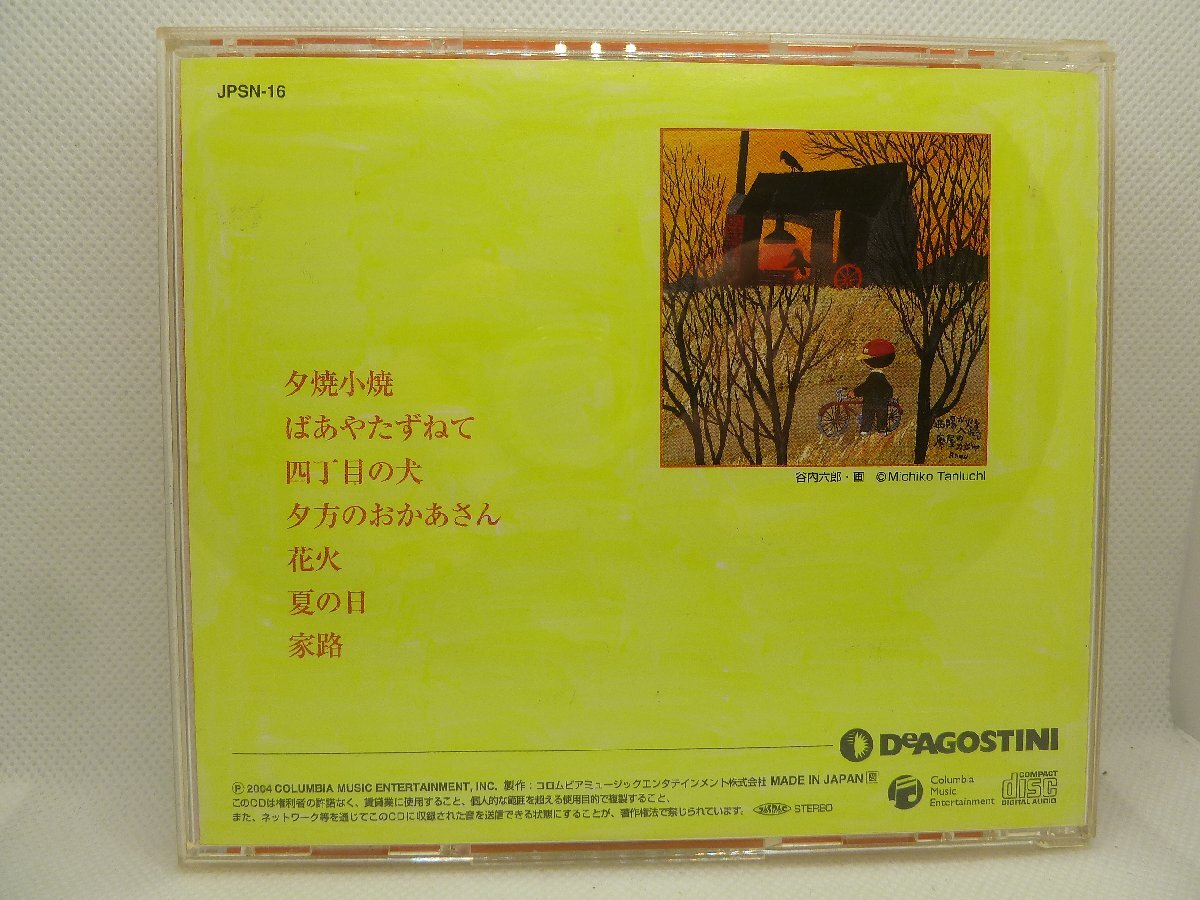 JPSN-16
谷内六郎・画 ©Michiko Taniuchi
夕焼小焼
ばあやたずねて
四丁目の犬
夕方のおかあさん
花火
夏の日
家路
DeAGOSTINI
Ⓟ2004 COLUMBIA MUSIC ENTERTAINMENT, INC. 製作：コロムビアミュージックエンタテインメント株式会社 MADE IN JAPAN
このCDは権利者の許諾なく、賃貸業に使用すること、個人的な範囲を超える使用目的で複製すること、
また、ネットワーク等を通じてこのCDに収録された音を送信できる状態にすることが、著作権法で禁じられています。 JASRAC STEREO
Columbia
Music
Entertainment
COMPACT
disc
DIGITAL AUDIO